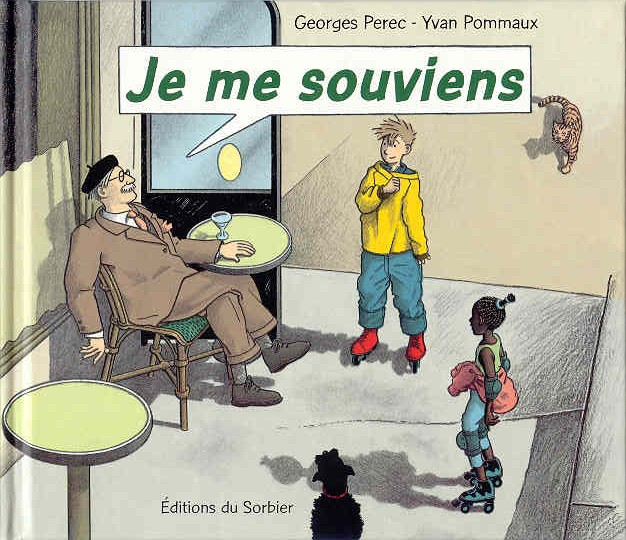 Georges Perec - Yvan Pommaux
Je me souviens
Éditions du Sorbier